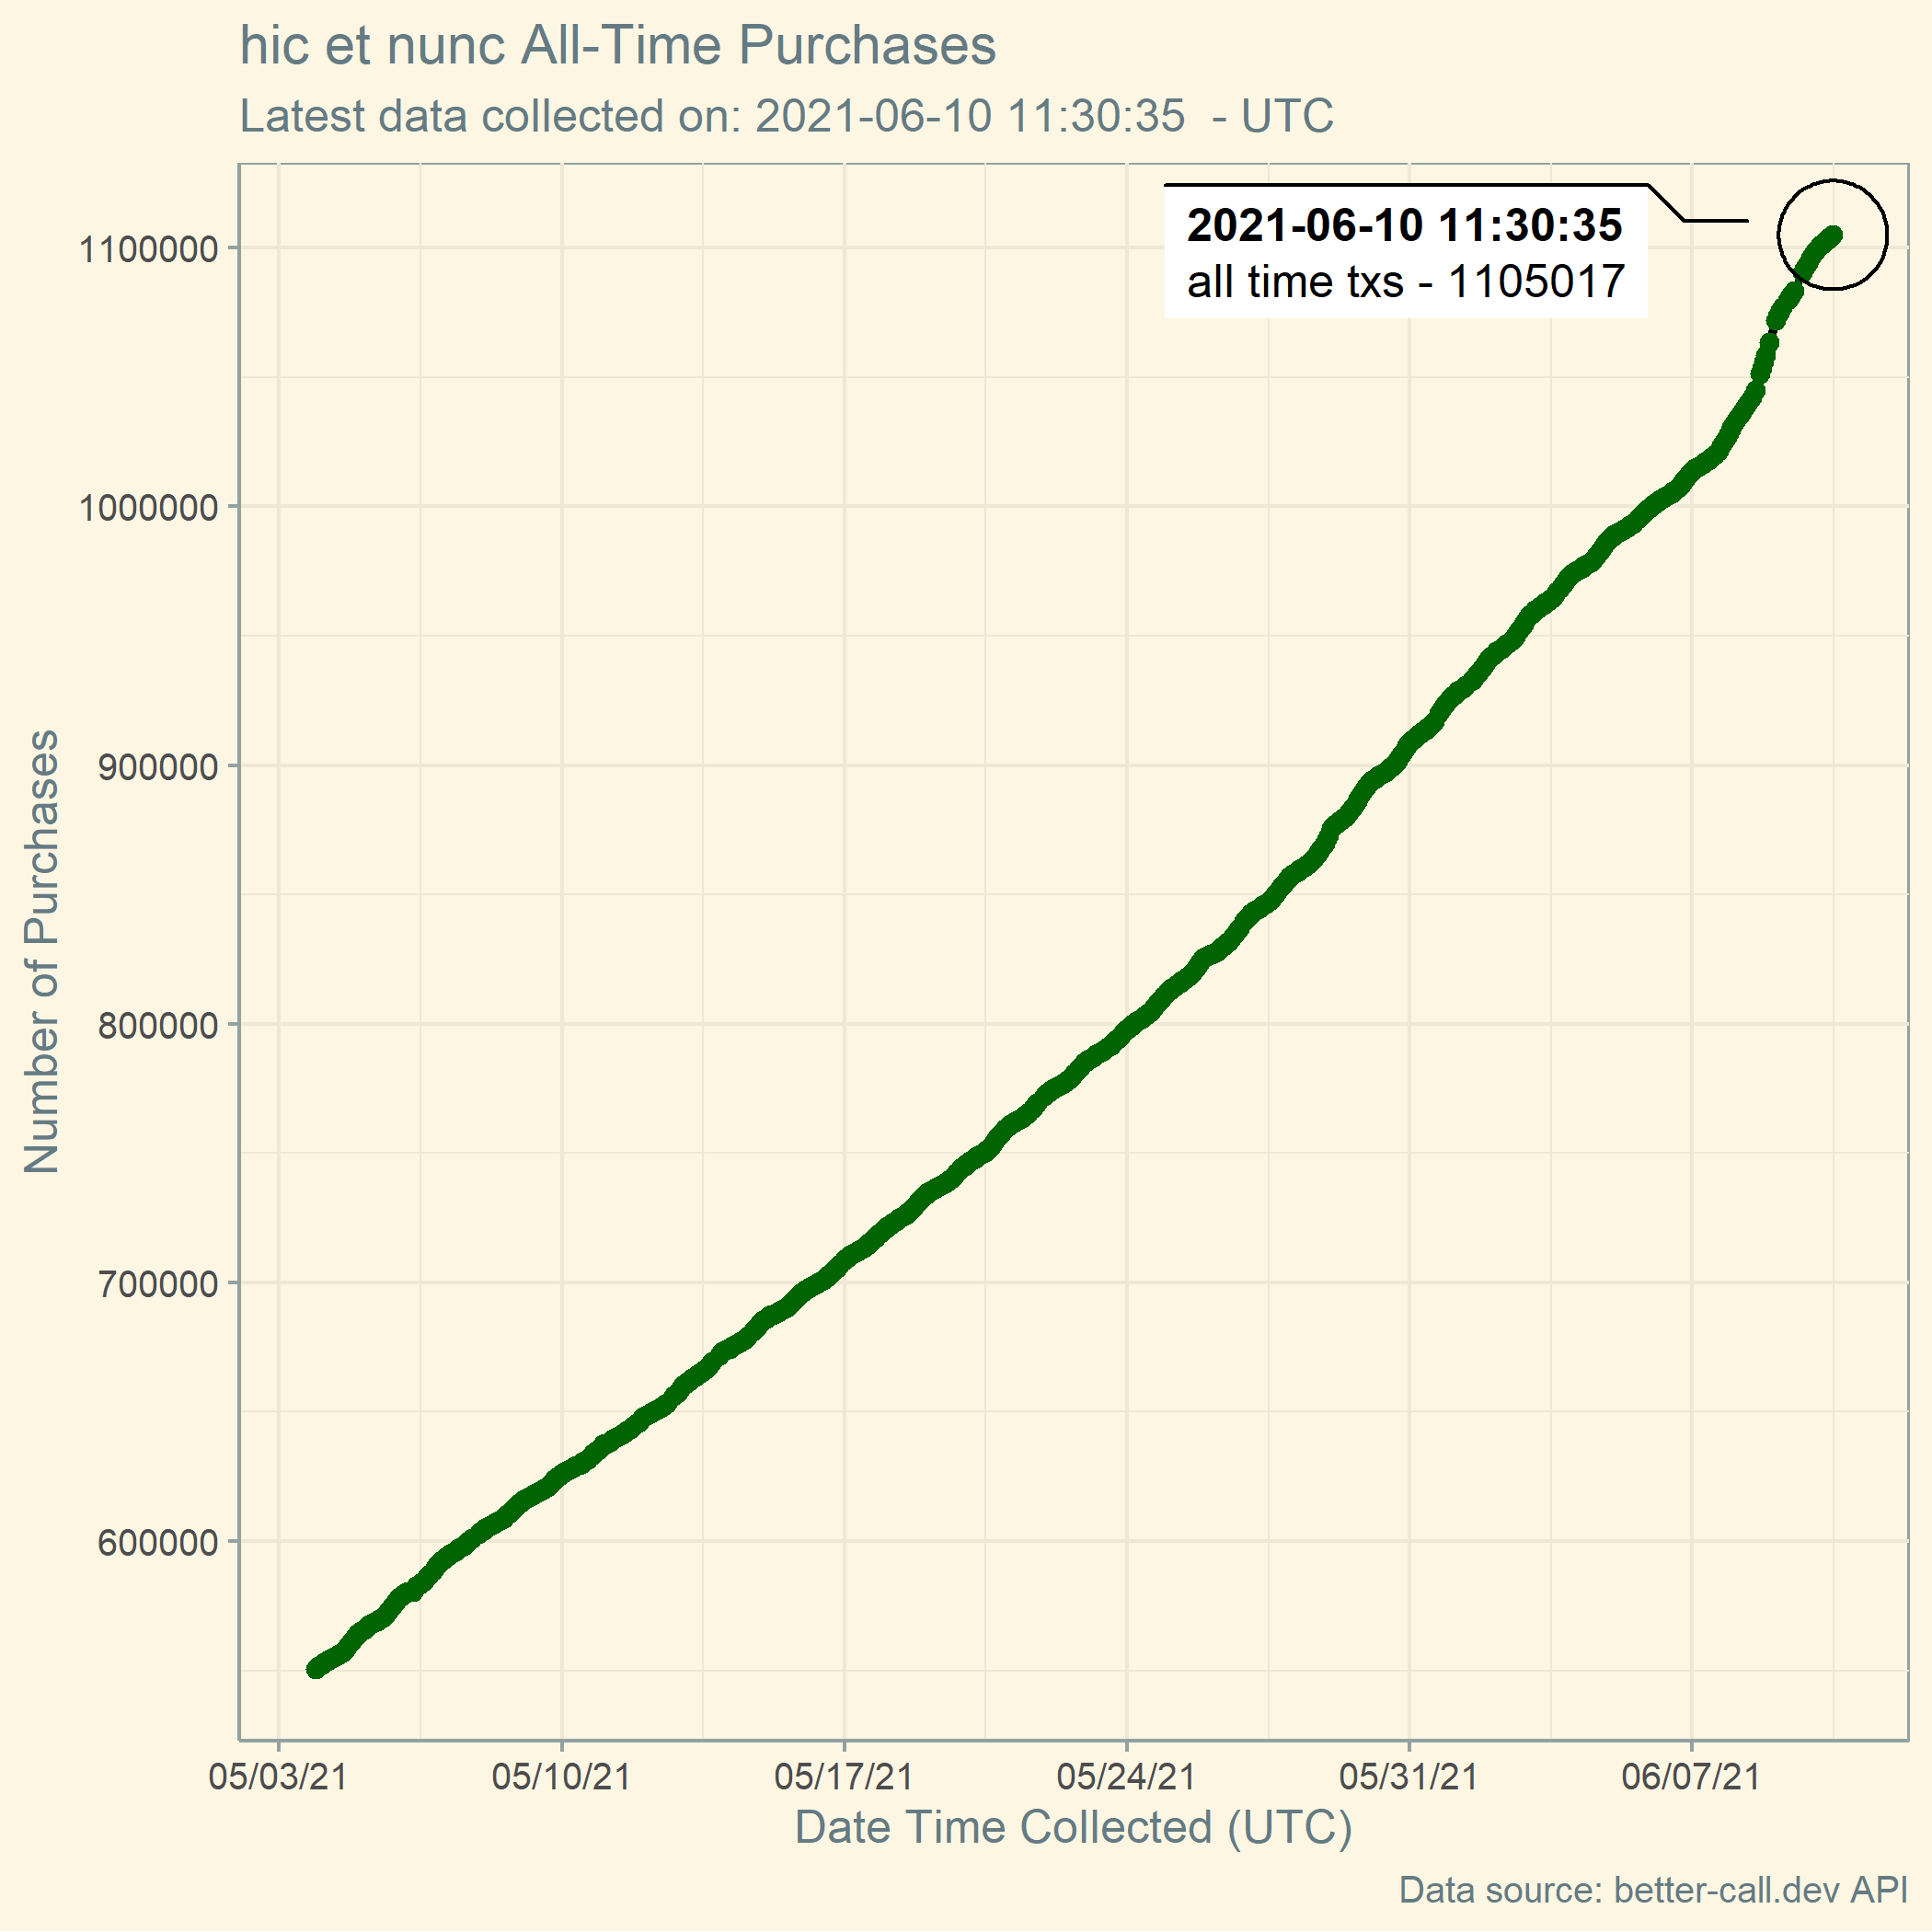 hic et nunc All-Time Purchases
Latest data collected on: 2021-06-10 11:30:35  - UTC
2021-06-10 11:30:35
all time txs - 1105017
1100000
1000000
900000
800000
700000
600000
Number of Purchases
05/03/21
05/10/21
05/17/21
05/24/21
05/31/21
06/07/21
Date Time Collected (UTC)
Data source: better-call.dev API